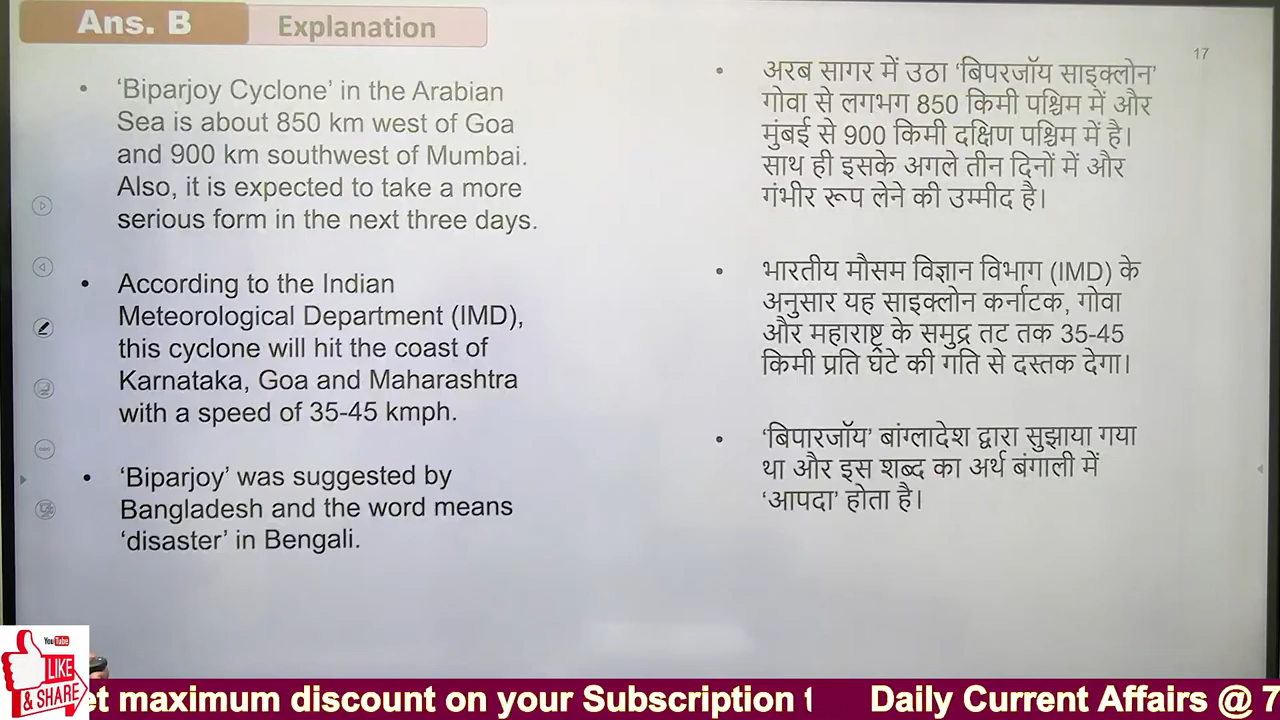 Ans. B
Explanation
17
• ‘Biparjoy Cyclone’ in the Arabian
Sea is about 850 km west of Goa
and 900 km southwest of Mumbai.
Also, it is expected to take a more
serious form in the next three days.
• According to the Indian
Meteorological Department (IMD),
this cyclone will hit the coast of
Karnataka, Goa and Maharashtra
with a speed of 35-45 kmph.
• ‘Biparjoy’ was suggested by
Bangladesh and the word means
‘disaster’ in Bengali.
• अरब सागर में उठा ‘बिपरजॉय साइक्लोन’
गोवा से लगभग 850 किमी पश्चिम में और
मुंबई से 900 किमी दक्षिण पश्चिम में है।
साथ ही इसके अगले तीन दिनों में और
गंभीर रूप लेने की उम्मीद है।
• भारतीय मौसम विज्ञान विभाग (IMD) के
अनुसार यह साइक्लोन कर्नाटक, गोवा
और महाराष्ट्र के समुद्र तट तक 35-45
किमी प्रति घंटे की गति से दस्तक देगा।
• ‘बिपारजॉय’ बांग्लादेश द्वारा सुझाया गया
था और इस शब्द का अर्थ बंगाली में
‘आपदा’ होता है।
YouTube
LIKE
& SHARE
et maximum discount on your Subscription
Daily Current Affairs @ 7